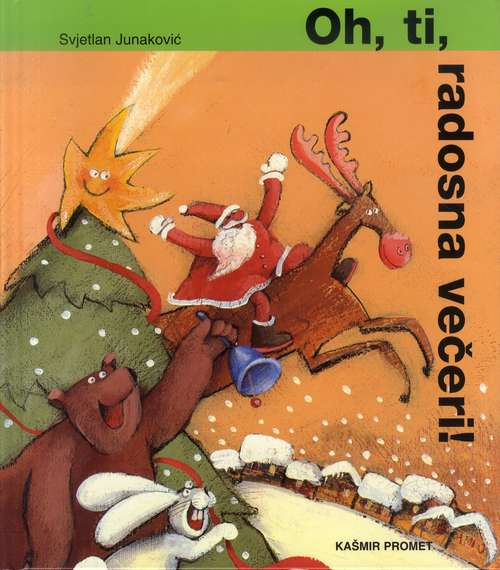 Svjetlan Junaković
Oh, ti,
radosna večeri!
KAŠMIR PROMET